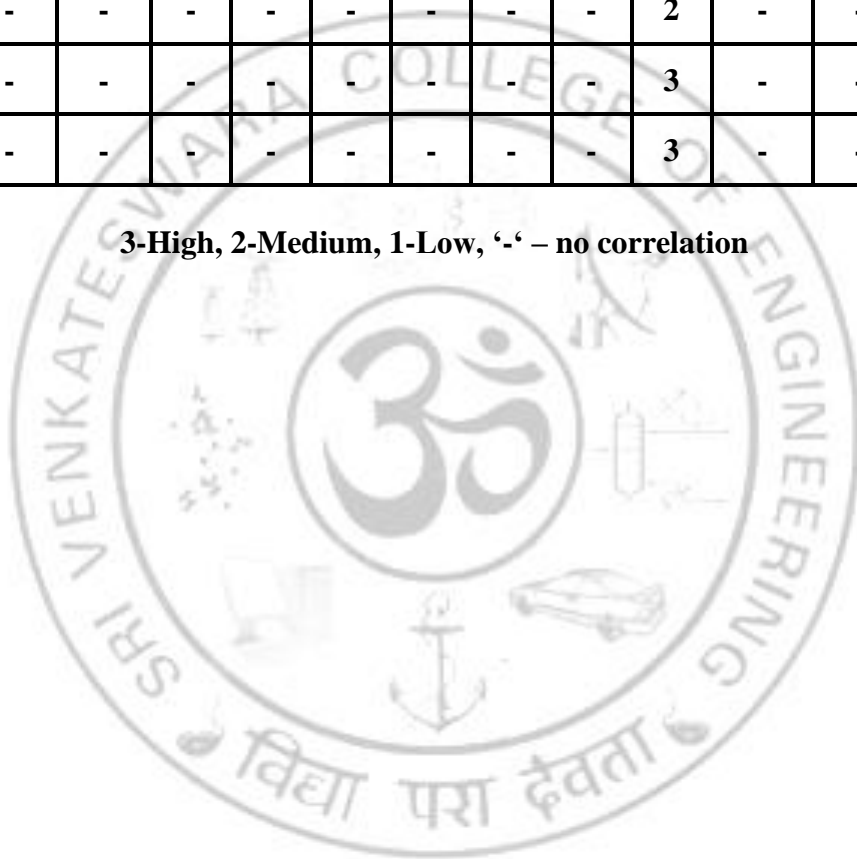 - - - - - - - - 2 - -
- - - - - - - - 3 - -
- - - - - - - - 3 - -
3-High, 2-Medium, 1-Low, ‘-‘ – no correlation
SRI VENKATESWARA COLLEGE OF ENGINEERING
ॐ
विद्या परा देवता